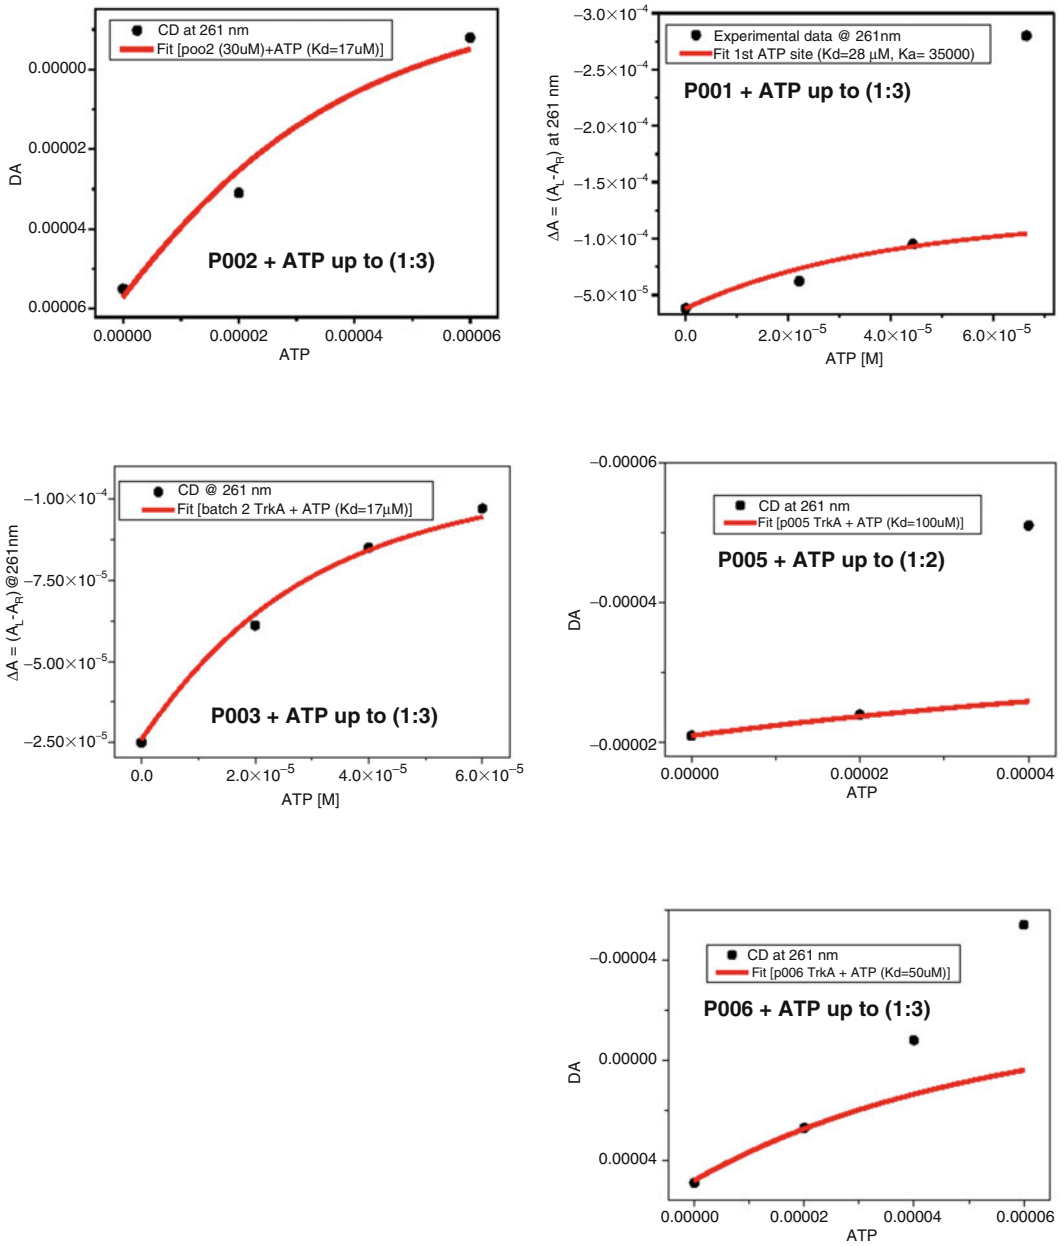 CD at 261 nm
Fit [poo2 (30uM)+ATP (Kd=17uM)]
P002 + ATP up to (1:3)
DA
0.00000
0.00002
0.00004
0.00006
0.00000 0.00002 0.00004 0.00006
ATP
Experimental data @ 261nm
Fit 1st ATP site (Kd=28 μM, Ka= 35000)
P001 + ATP up to (1:3)
ΔA = (A_L-A_R) at 261 nm
−3.0×10⁻⁴
−2.5×10⁻⁴
−2.0×10⁻⁴
−1.5×10⁻⁴
−1.0×10⁻⁴
−5.0×10⁻⁵
0.0 2.0×10⁻⁵ 4.0×10⁻⁵ 6.0×10⁻⁵
ATP [M]
CD @ 261 nm
Fit [batch 2 TrkA + ATP (Kd=17μM)]
P003 + ATP up to (1:3)
ΔA = (A_L-A_R) @261nm
−1.00×10⁻⁴
−7.50×10⁻⁵
−5.00×10⁻⁵
−2.50×10⁻⁵
0.0 2.0×10⁻⁵ 4.0×10⁻⁵ 6.0×10⁻⁵
ATP [M]
CD at 261 nm
Fit [p005 TrkA + ATP (Kd=100uM)]
P005 + ATP up to (1:2)
DA
−0.00006
−0.00004
−0.00002
0.00000 0.00002 0.00004
ATP
CD at 261 nm
Fit [p006 TrkA + ATP (Kd=50uM)]
P006 + ATP up to (1:3)
DA
−0.00004
0.00000
0.00004
0.00000 0.00002 0.00004 0.00006
ATP